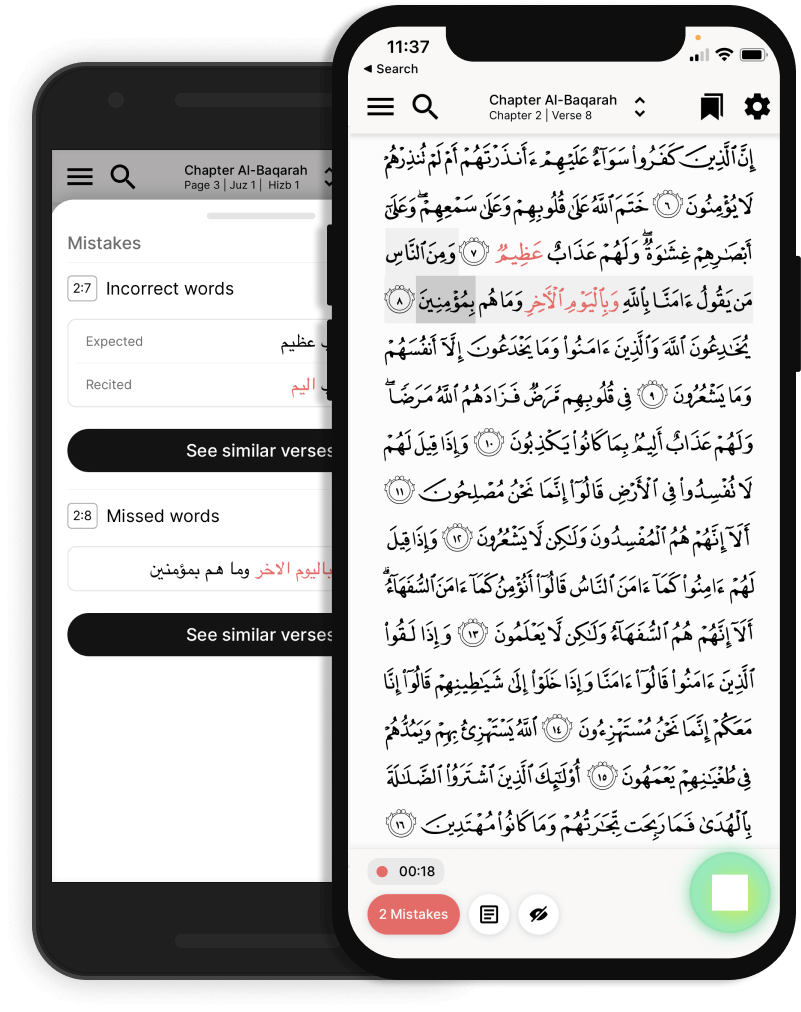 Chapter Al-Baqarah
Page 3 | Juz 1 | Hizb 1
Mistakes
2:7 Incorrect words
Expected عظيم
Recited اليم
See similar verses
2:8 Missed words
باليوم الاخر وما هم بمؤمنين
See similar verses
11:37
◀ Search
Chapter Al-Baqarah
Chapter 2 | Verse 8
إِنَّ ٱلَّذِينَ كَفَرُوا۟ سَوَآءٌ عَلَيْهِمْ ءَأَنذَرْتَهُمْ أَمْ لَمْ تُنذِرْهُمْ
لَا يُؤْمِنُونَ ٦ خَتَمَ ٱللَّهُ عَلَىٰ قُلُوبِهِمْ وَعَلَىٰ سَمْعِهِمْ ۖ وَعَلَىٰٓ
أَبْصَٰرِهِمْ غِشَٰوَةٌ ۖ وَلَهُمْ عَذَابٌ عَظِيمٌ ٧ وَمِنَ ٱلنَّاسِ
مَن يَقُولُ ءَامَنَّا بِٱللَّهِ وَبِٱلْيَوْمِ ٱلْأَخِرِ وَمَا هُم بِمُؤْمِنِينَ ٨
يُخَٰدِعُونَ ٱللَّهَ وَٱلَّذِينَ ءَامَنُوا۟ وَمَا يَخْدَعُونَ إِلَّآ أَنفُسَهُمْ
وَمَا يَشْعُرُونَ ٩ فِى قُلُوبِهِم مَّرَضٌ فَزَادَهُمُ ٱللَّهُ مَرَضًا ۖ
وَلَهُمْ عَذَابٌ أَلِيمٌۢ بِمَا كَانُوا۟ يَكْذِبُونَ ١٠ وَإِذَا قِيلَ لَهُمْ
لَا تُفْسِدُوا۟ فِى ٱلْأَرْضِ قَالُوٓا۟ إِنَّمَا نَحْنُ مُصْلِحُونَ ١١
أَلَآ إِنَّهُمْ هُمُ ٱلْمُفْسِدُونَ وَلَٰكِن لَّا يَشْعُرُونَ ١٢ وَإِذَا قِيلَ
لَهُمْ ءَامِنُوا۟ كَمَآ ءَامَنَ ٱلنَّاسُ قَالُوٓا۟ أَنُؤْمِنُ كَمَآ ءَامَنَ ٱلسُّفَهَآءُ ۗ
أَلَآ إِنَّهُمْ هُمُ ٱلسُّفَهَآءُ وَلَٰكِن لَّا يَعْلَمُونَ ١٣ وَإِذَا لَقُوا۟
ٱلَّذِينَ ءَامَنُوا۟ قَالُوٓا۟ ءَامَنَّا وَإِذَا خَلَوْا۟ إِلَىٰ شَيَٰطِينِهِمْ قَالُوٓا۟ إِنَّا
مَعَكُمْ إِنَّمَا نَحْنُ مُسْتَهْزِءُونَ ١٤ ٱللَّهُ يَسْتَهْزِئُ بِهِمْ وَيَمُدُّهُمْ
فِى طُغْيَٰنِهِمْ يَعْمَهُونَ ١٥ أُو۟لَٰٓئِكَ ٱلَّذِينَ ٱشْتَرَوُا۟ ٱلضَّلَٰلَةَ
بِٱلْهُدَىٰ فَمَا رَبِحَت تِّجَٰرَتُهُمْ وَمَا كَانُوا۟ مُهْتَدِينَ ١٦
00:18
2 Mistakes